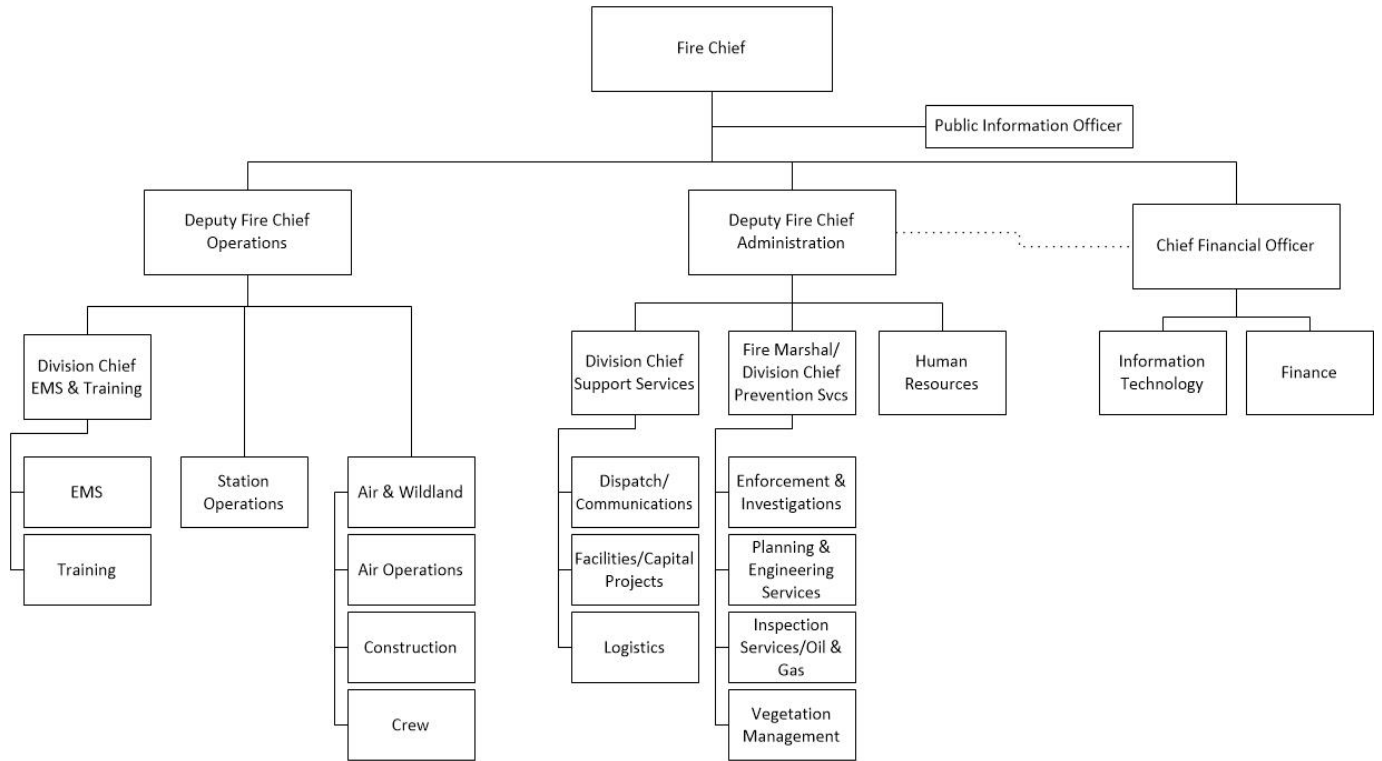 Fire Chief
Public Information Officer
Deputy Fire Chief
Operations
Deputy Fire Chief
Administration
Chief Financial Officer
Division Chief
EMS & Training
Division Chief
Support Services
Fire Marshal/
Division Chief
Prevention Svcs
Human
Resources
Information
Technology
Finance
EMS
Station
Operations
Air & Wildland
Dispatch/
Communications
Enforcement &
Investigations
Training
Air Operations
Facilities/Capital
Projects
Planning &
Engineering
Services
Construction
Logistics
Inspection
Services/Oil &
Gas
Crew
Vegetation
Management